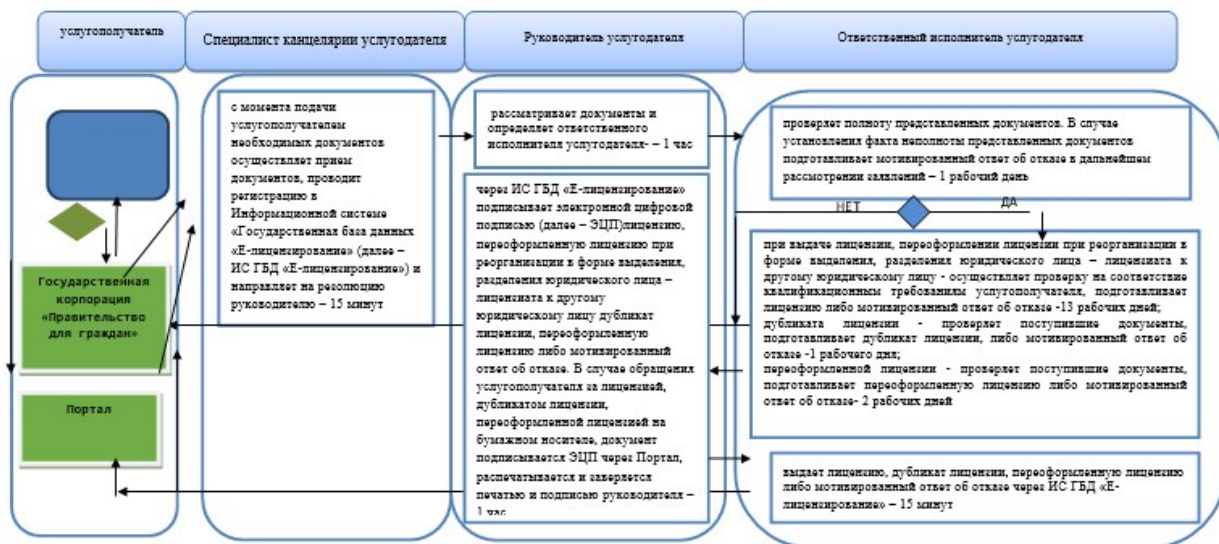 услугополучатель
Специалист канцелярии услугодателя
Руководитель услугодателя
Ответственный исполнитель услугодателя
Государственная
корпорация
«Правительство
для граждан»
Портал
с момента подачи
услугополучателем
необходимых документов
осуществляет прием
документов, проводит
регистрацию в
Информационной системе
«Государственная база данных
«Е-лицензирование» (далее –
ИС ГБД «Е-лицензирование») и
направляет на резолюцию
руководителю – 15 минут
рассматривает документы и
определяет ответственного
исполнителя услугодателя- – 1 час
через ИС ГБД «Е-лицензирование»
подписывает электронной цифровой
подписью (далее – ЭЦП)лицензию,
переоформленную лицензию при
реорганизации в форме выделения,
разделения юридического лица –
лицензиата к другому
юридическому лицу дубликат
лицензии, переоформленную
лицензию либо мотивированный
ответ об отказе. В случае обращения
услугополучателя за лицензией,
дубликатом лицензии,
переоформленной лицензией на
бумажном носителе, документ
подписывается ЭЦП через Портал,
распечатывается и заверяется
печатью и подписью руководителя –
1 час
проверяет полноту представленных документов. В случае
установления факта неполноты представленных документов
подготавливает мотивированный ответ об отказе в дальнейшем
рассмотрении заявлений – 1 рабочий день
НЕТ
ДА
при выдаче лицензии, переоформлении лицензии при реорганизации в
форме выделения, разделения юридического лица – лицензиата к
другому юридическому лицу - осуществляет проверку на соответствие
квалификационным требованиям услугополучателя, подготавливает
лицензию либо мотивированный ответ об отказе -13 рабочих дней;
дубликата лицензии - проверяет поступившие документы,
подготавливает дубликат лицензии, либо мотивированный ответ об
отказе -1 рабочего дня;
переоформленной лицензии - проверяет поступившие документы,
подготавливает переоформленную лицензию либо мотивированный
ответ об отказе- 2 рабочих дней
выдает лицензию, дубликат лицензии, переоформленную лицензию
либо мотивированный ответ об отказе через ИС ГБД «Е-
лицензирование» – 15 минут